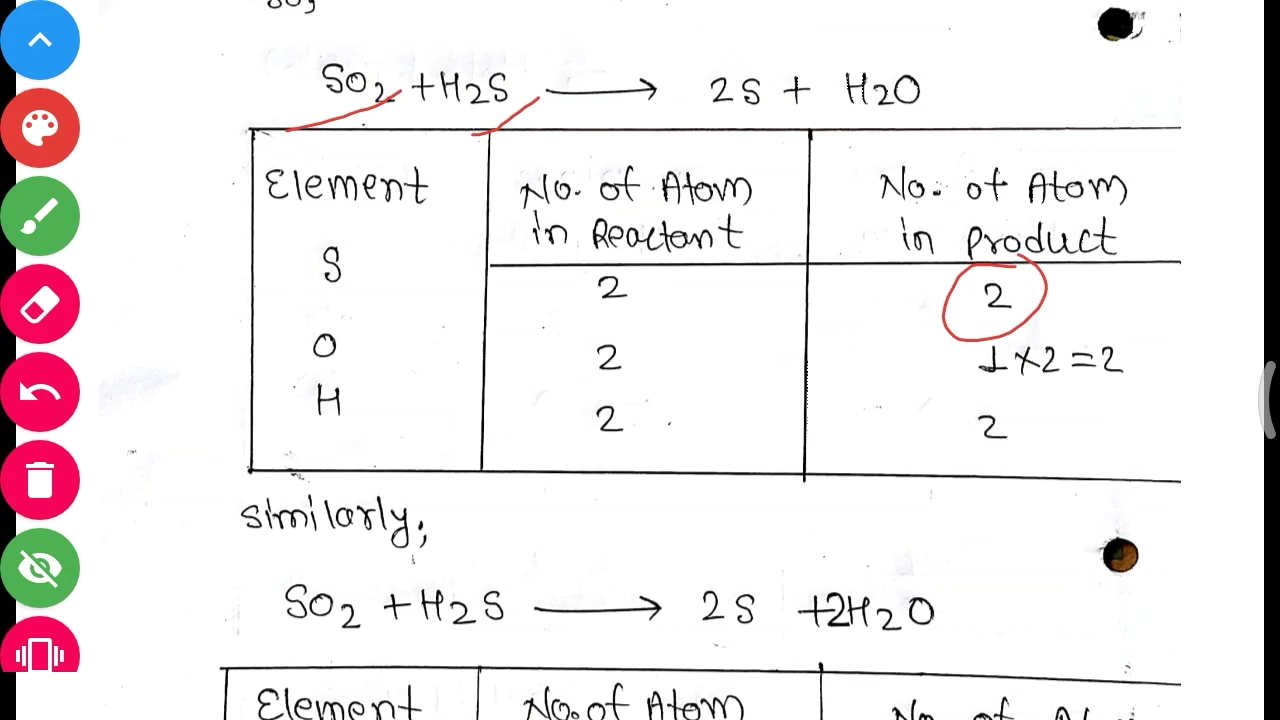 SO2 + H2S ⟶ 2S + H2O
Element No. of Atom in Reactant No. of Atom in product
S 2 2
O 2 1×2=2
H 2 2
similarly;
SO2 + H2S ⟶ 2S +2H2O
Element No. of Atom